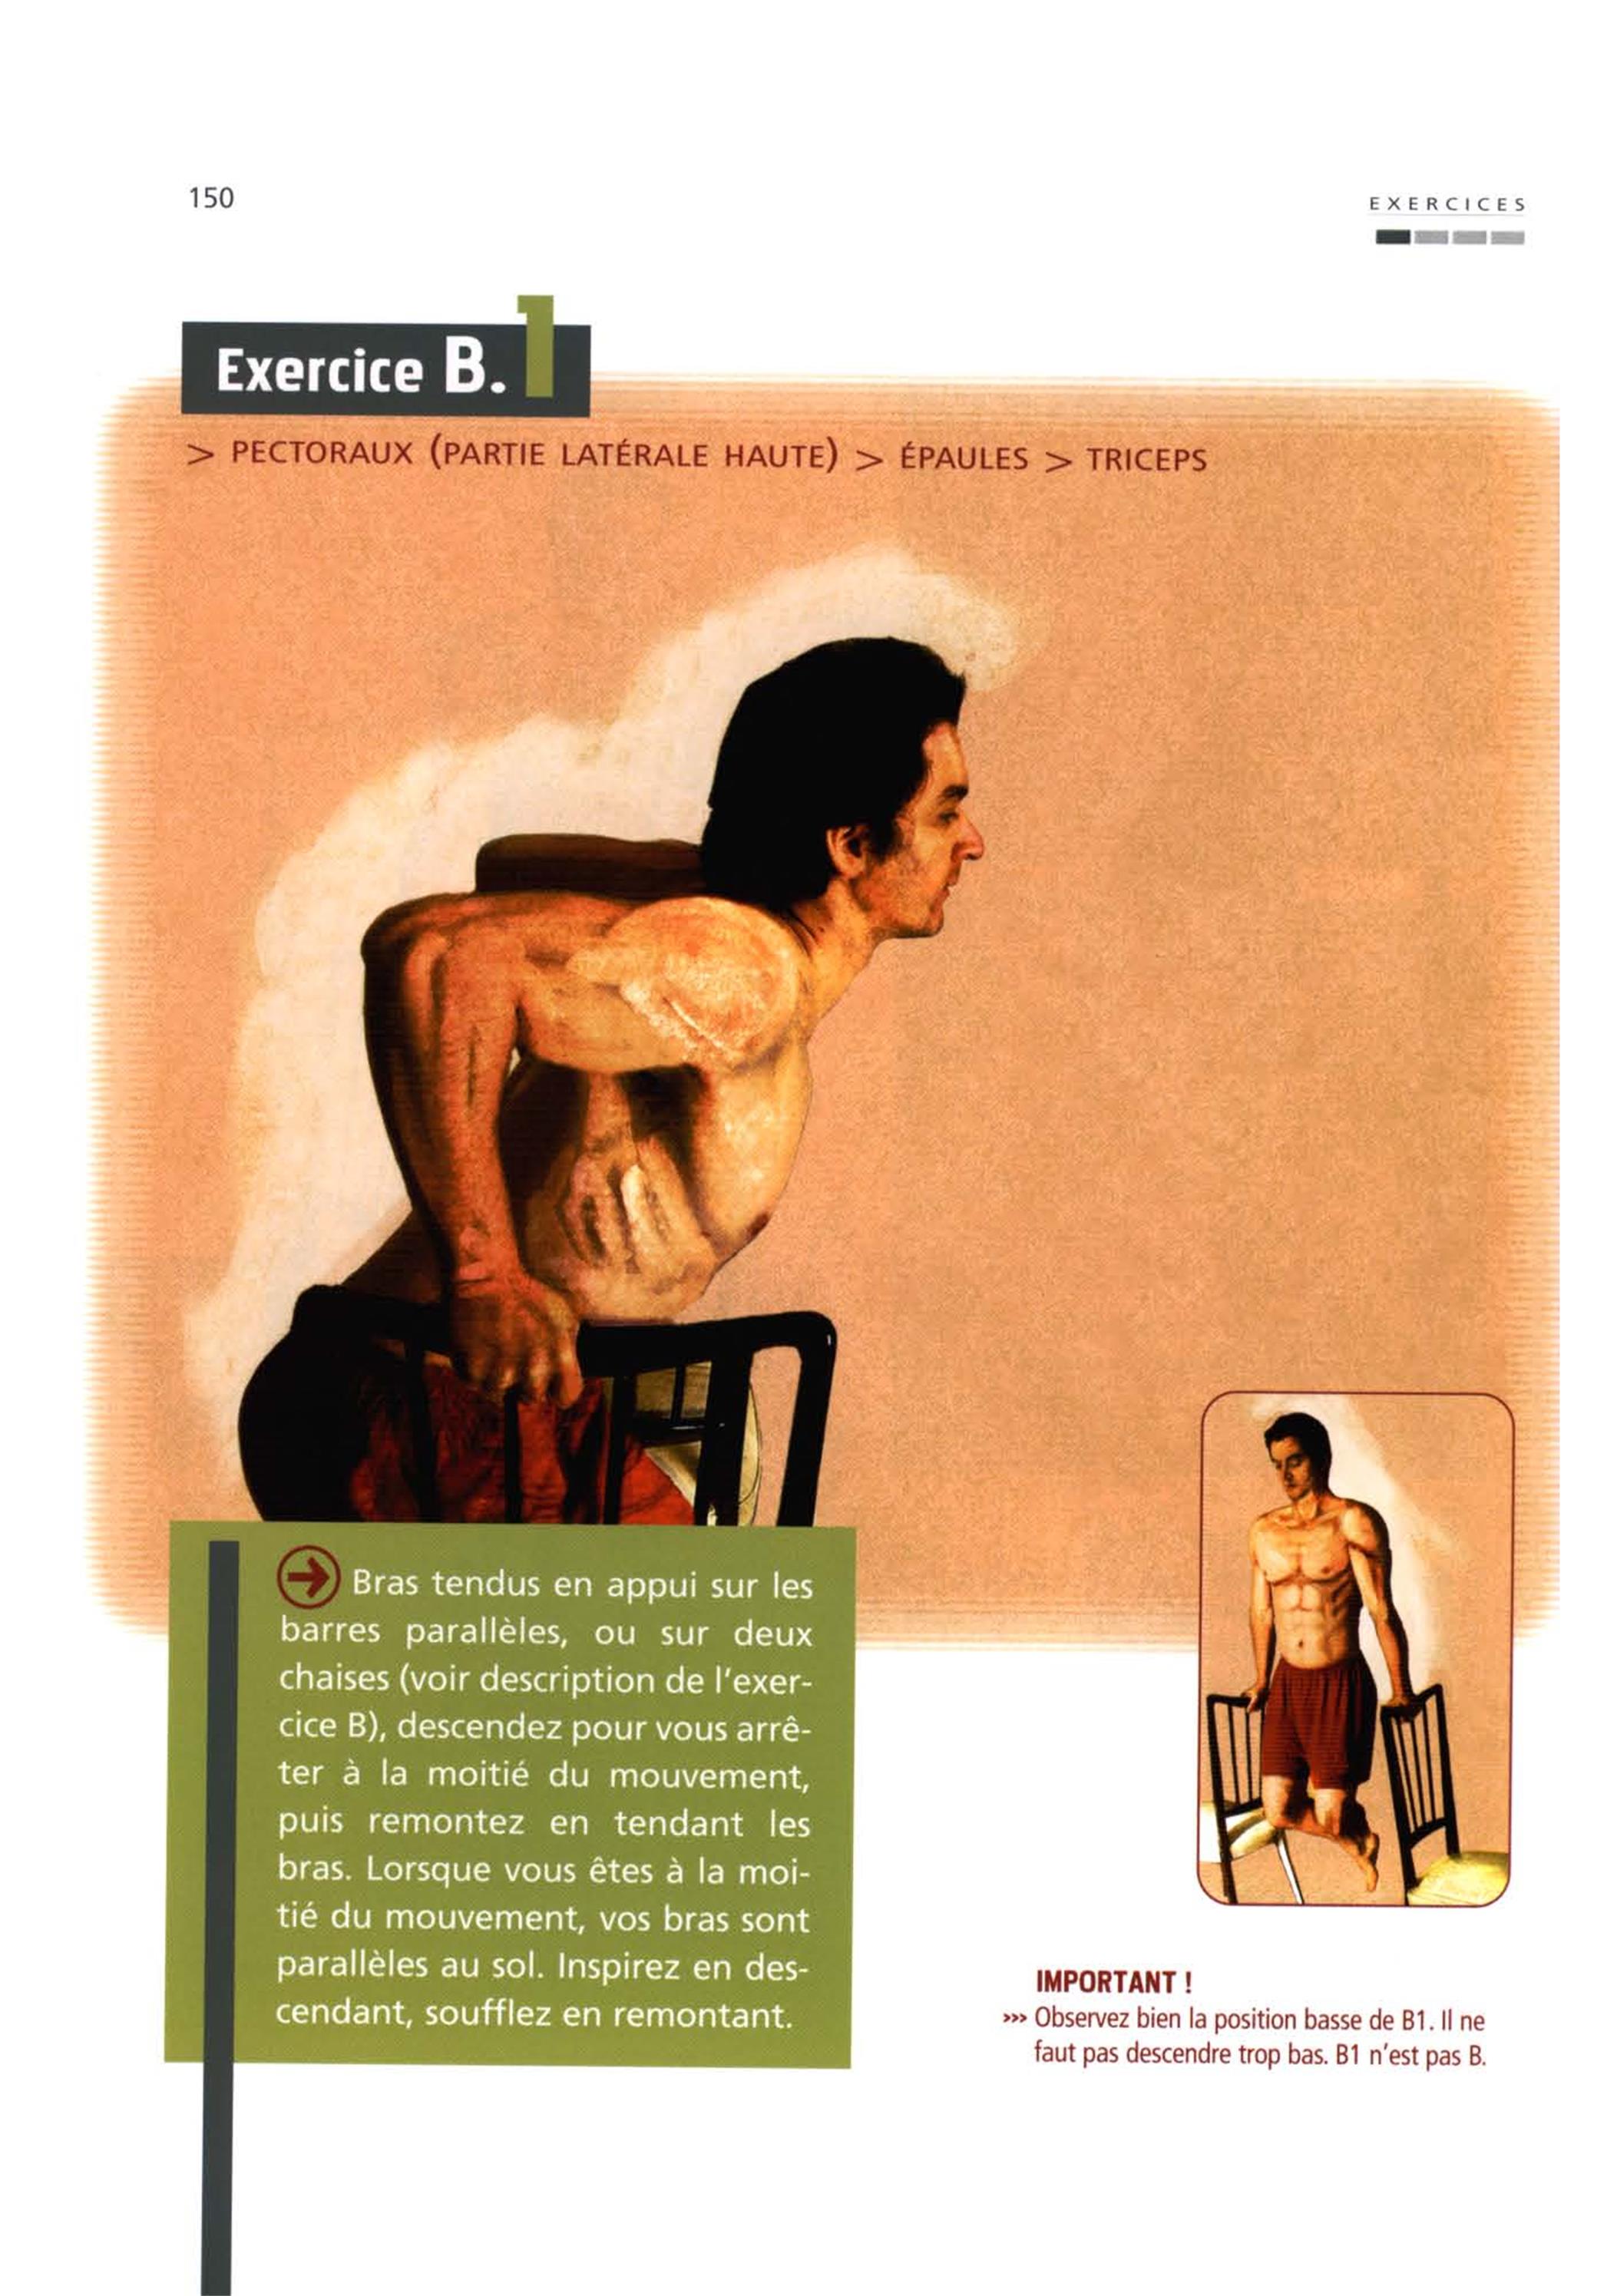 150
EXERCICES
Exercice B.1
> PECTORAUX (PARTIE LATÉRALE HAUTE) > ÉPAULES > TRICEPS
Bras tendus en appui sur les
barres parallèles, ou sur deux
chaises (voir description de l'exer-
cice B), descendez pour vous arrê-
ter à la moitié du mouvement,
puis remontez en tendant les
bras. Lorsque vous êtes à la moi-
tié du mouvement, vos bras sont
parallèles au sol. Inspirez en des-
cendant, soufflez en remontant.
IMPORTANT !
>>> Observez bien la position basse de B1. Il ne
faut pas descendre trop bas. B1 n'est pas B.